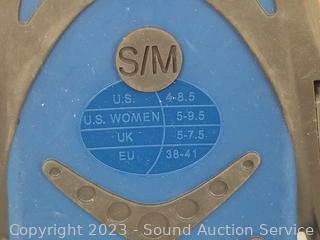 S/M
U.S. 4-8.5
U.S. WOMEN 5-9.5
UK 5-7.5
EU 38-41
Copyright 2023 - Sound Auction Service